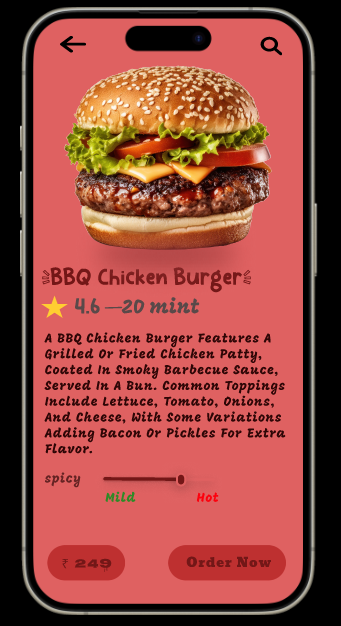 BBQ Chicken Burger
4.6 —20 mint
A BBQ Chicken Burger Features A
Grilled Or Fried Chicken Patty,
Coated In Smoky Barbecue Sauce,
Served In A Bun. Common Toppings
Include Lettuce, Tomato, Onions,
And Cheese, With Some Variations
Adding Bacon Or Pickles For Extra
Flavor.
spicy
Mild Hot
₹ 249 Order Now